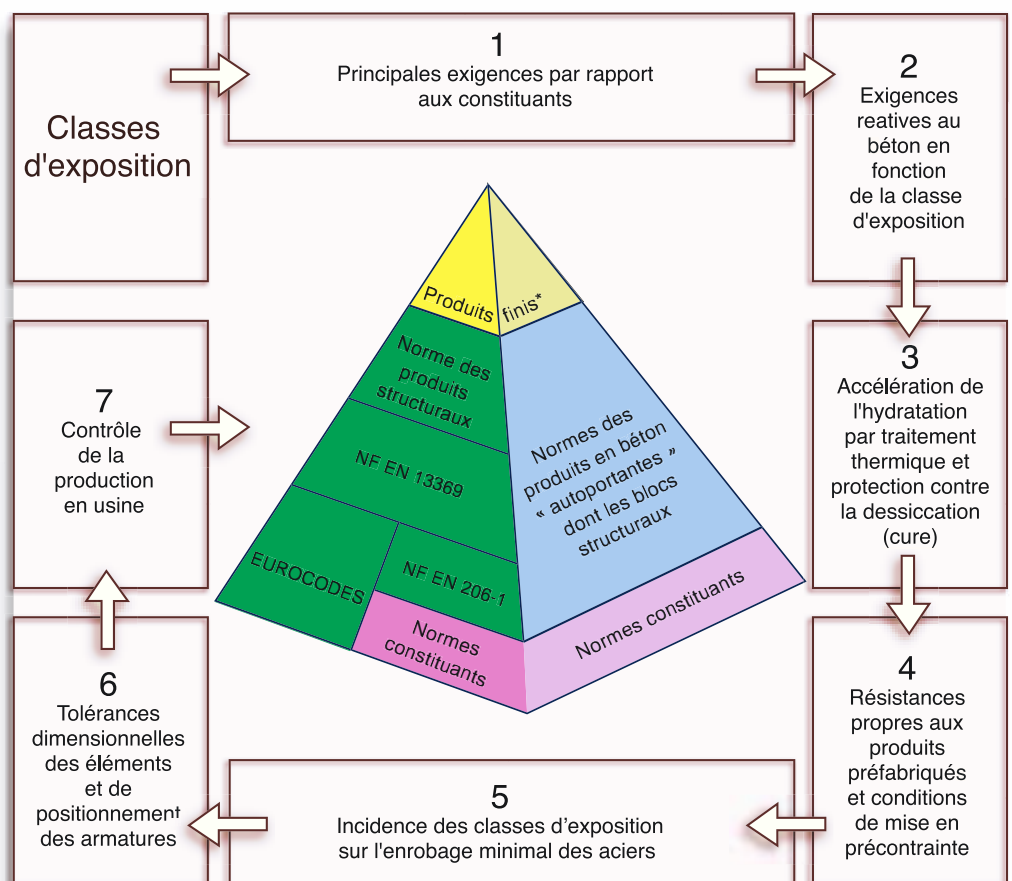 Classes
d'exposition
1
Principales exigences par rapport
aux constituants
2
Exigences
reatives au
béton en
fonction
de la classe
d'exposition
3
Accélération de
l'hydratation
par traitement
thermique et
protection contre
la dessiccation
(cure)
4
Résistances
propres aux
produits
préfabriqués
et conditions
de mise en
précontrainte
5
Incidence des classes d'exposition
sur l'enrobage minimal des aciers
6
Tolérances
dimensionnelles
des éléments
et de
positionnement
des armatures
7
Contrôle
de la
production
en usine
Produits finis*
Norme des
produits
structuraux
NF EN 13369
EUROCODES
NF EN 206-1
Normes
constituants
Normes des
produits en béton
« autoportantes »
dont les blocs
structuraux
Normes constituants